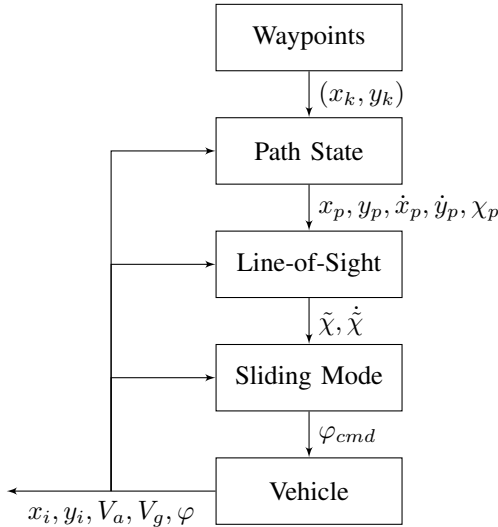 Waypoints
(x_k, y_k)
Path State
x_p, y_p, ẋ_p, ẏ_p, χ_p
Line-of-Sight
χ̃, χ̃̇
Sliding Mode
φ_cmd
Vehicle
x_i, y_i, V_a, V_g, φ